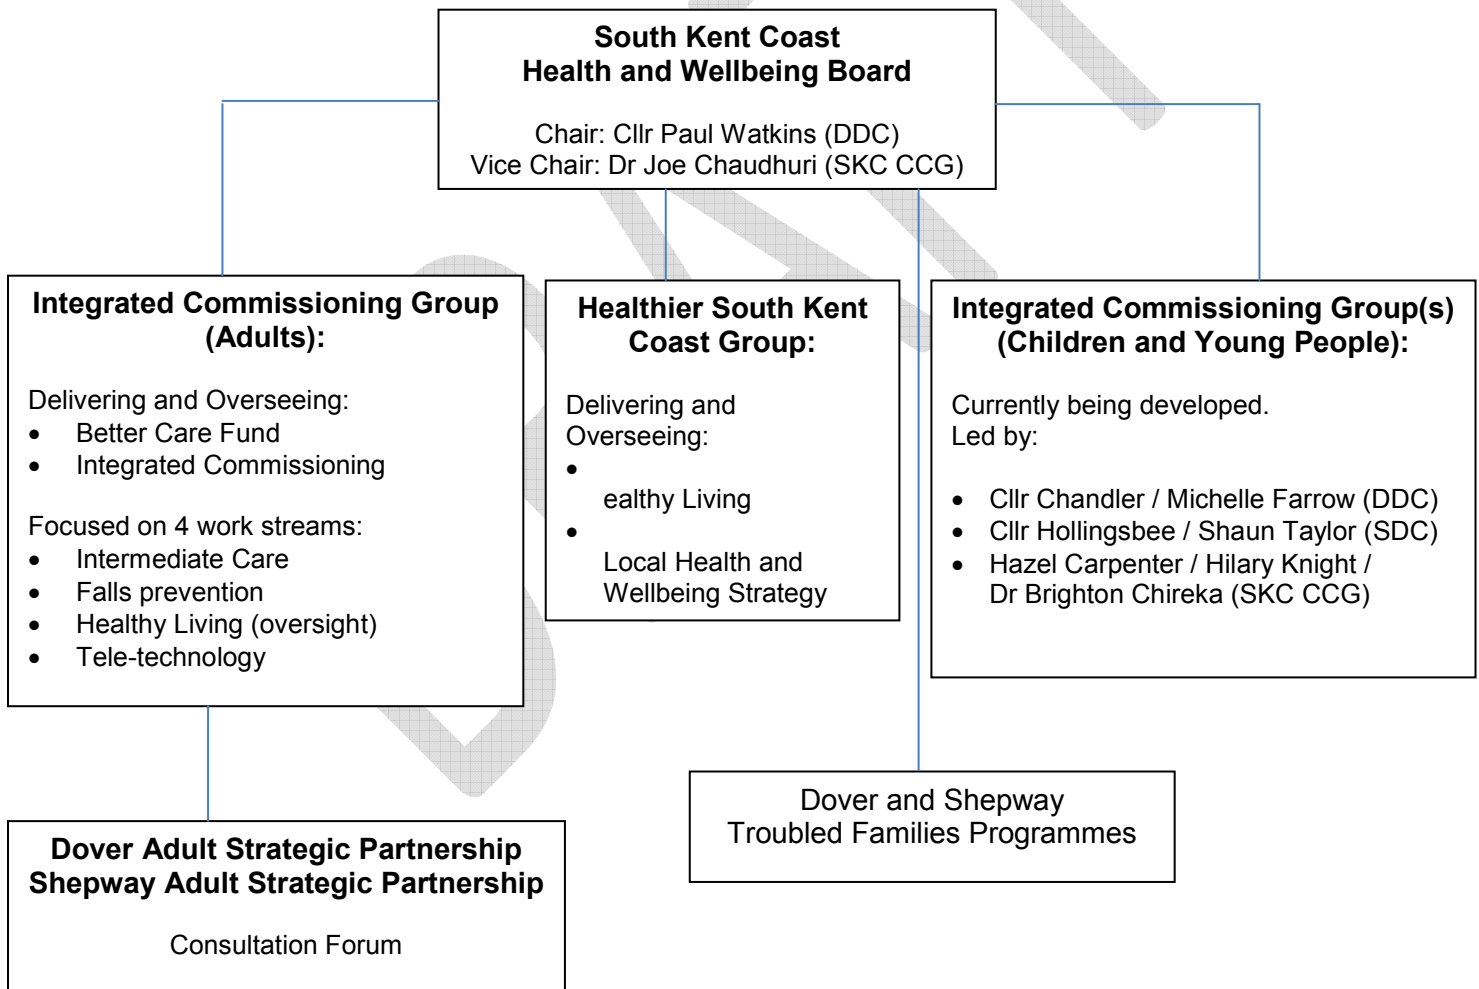 South Kent Coast
Health and Wellbeing Board
Chair: Cllr Paul Watkins (DDC)
Vice Chair: Dr Joe Chaudhuri (SKC CCG)
Integrated Commissioning Group
(Adults):
Delivering and Overseeing:
• Better Care Fund
• Integrated Commissioning
Focused on 4 work streams:
• Intermediate Care
• Falls prevention
• Healthy Living (oversight)
• Tele-technology
Healthier South Kent
Coast Group:
Delivering and
Overseeing:
•
ealthy Living
•
Local Health and
Wellbeing Strategy
Integrated Commissioning Group(s)
(Children and Young People):
Currently being developed.
Led by:
• Cllr Chandler / Michelle Farrow (DDC)
• Cllr Hollingsbee / Shaun Taylor (SDC)
• Hazel Carpenter / Hilary Knight /
Dr Brighton Chireka (SKC CCG)
Dover and Shepway
Troubled Families Programmes
Dover Adult Strategic Partnership
Shepway Adult Strategic Partnership
Consultation Forum